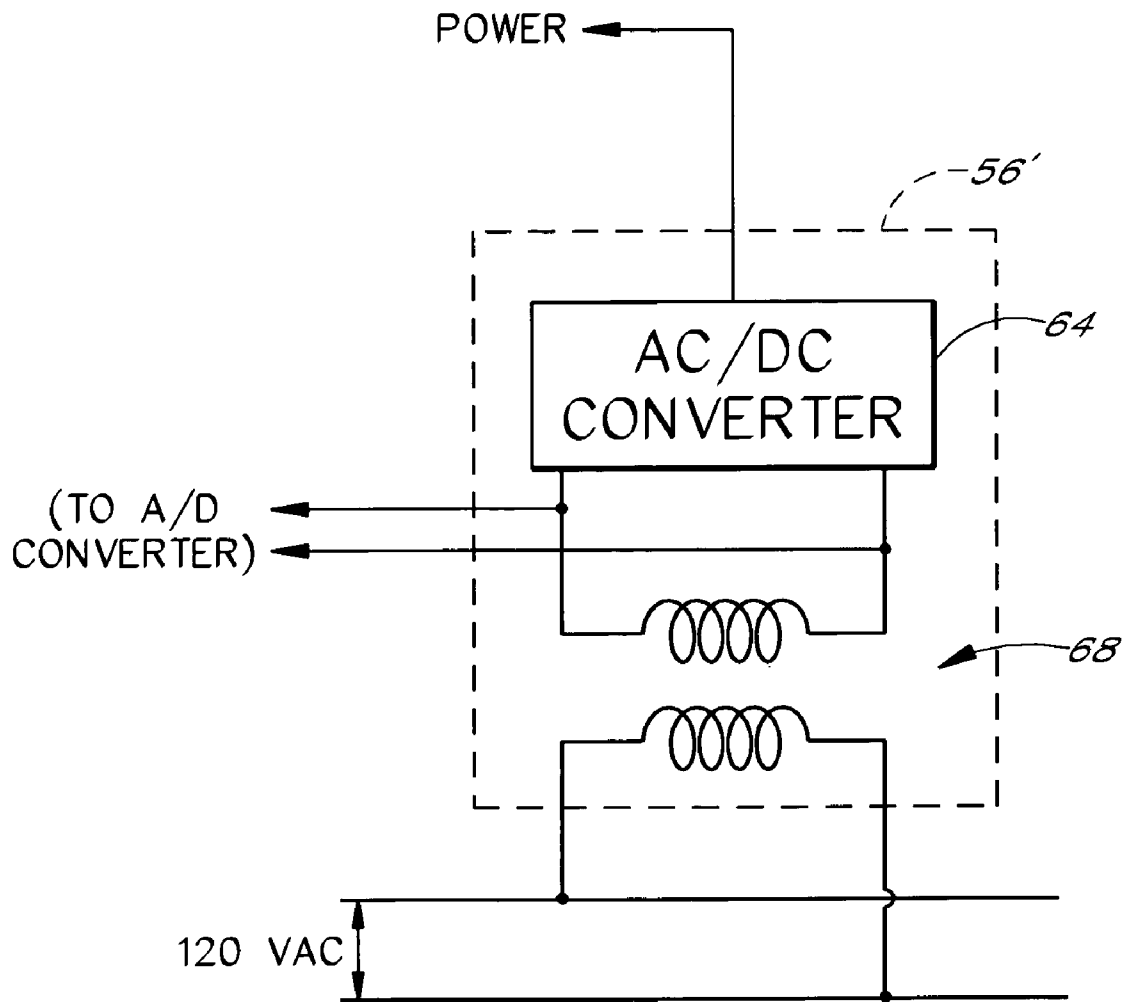 POWER
56′
AC/DC
CONVERTER
64
(TO A/D
CONVERTER)
68
120 VAC